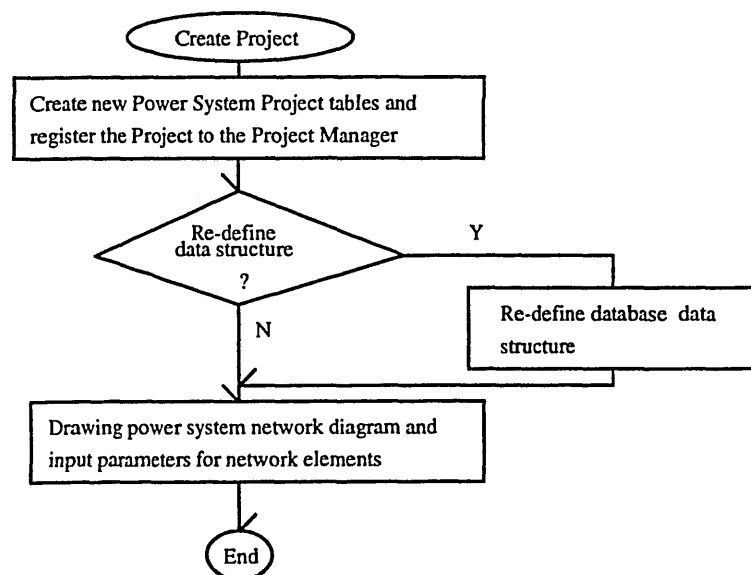 Create Project
Create new Power System Project tables and
register the Project to the Project Manager
Re-define
data structure
?
Y
N
Re-define database data
structure
Drawing power system network diagram and
input parameters for network elements
End